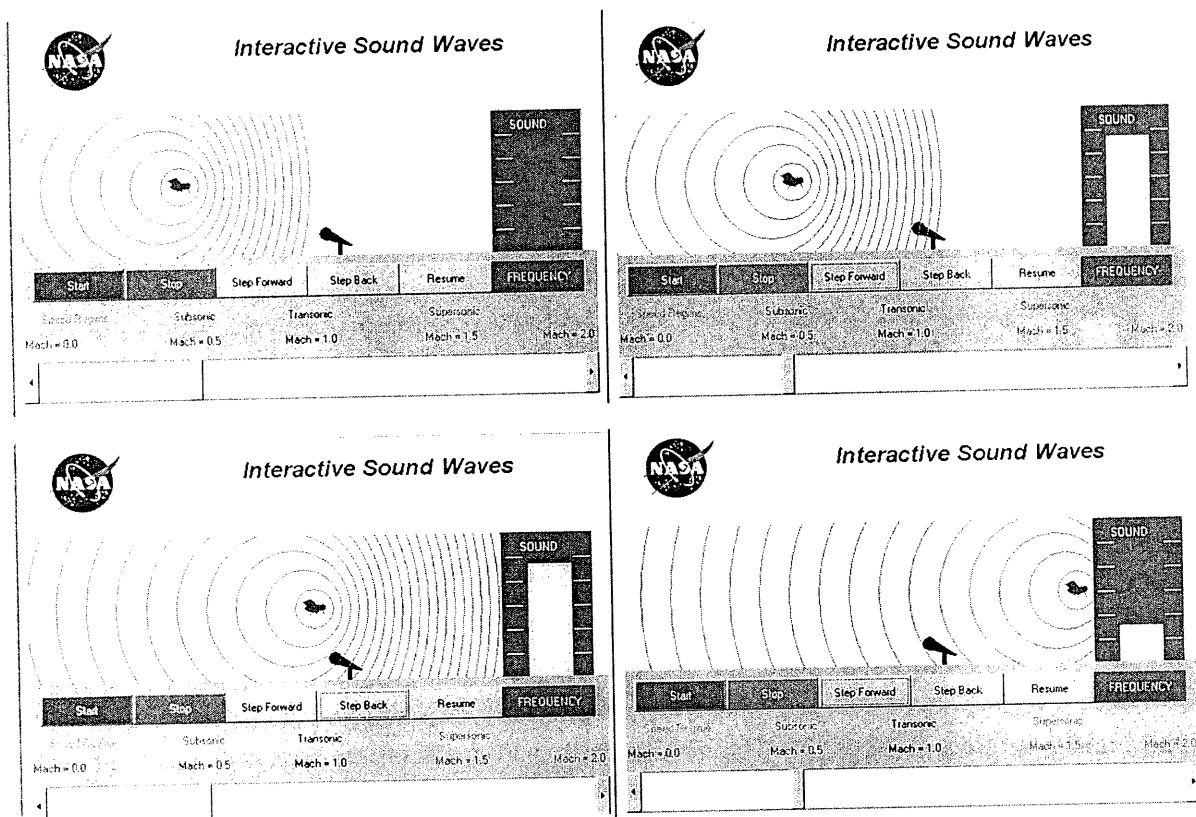 NASA
Interactive Sound Waves
SOUND
Start Stop Step Forward Step Back Resume FREQUENCY
Subsonic Transonic Supersonic
Mach = 0.0 Mach = 0.5 Mach = 1.0 Mach = 1.5 Mach = 2.0
NASA
Interactive Sound Waves
SOUND
Start Stop Step Forward Step Back Resume FREQUENCY
Subsonic Transonic Supersonic
Mach = 0.0 Mach = 0.5 Mach = 1.0 Mach = 1.5 Mach = 2.0
NASA
Interactive Sound Waves
SOUND
Start Stop Step Forward Step Back Resume FREQUENCY
Subsonic Transonic Supersonic
Mach = 0.0 Mach = 0.5 Mach = 1.0 Mach = 1.5 Mach = 2.0
NASA
Interactive Sound Waves
SOUND
Start Stop Step Forward Step Back Resume FREQUENCY
Subsonic Transonic Supersonic
Mach = 0.0 Mach = 0.5 Mach = 1.0 Mach = 1.5 Mach = 2.0